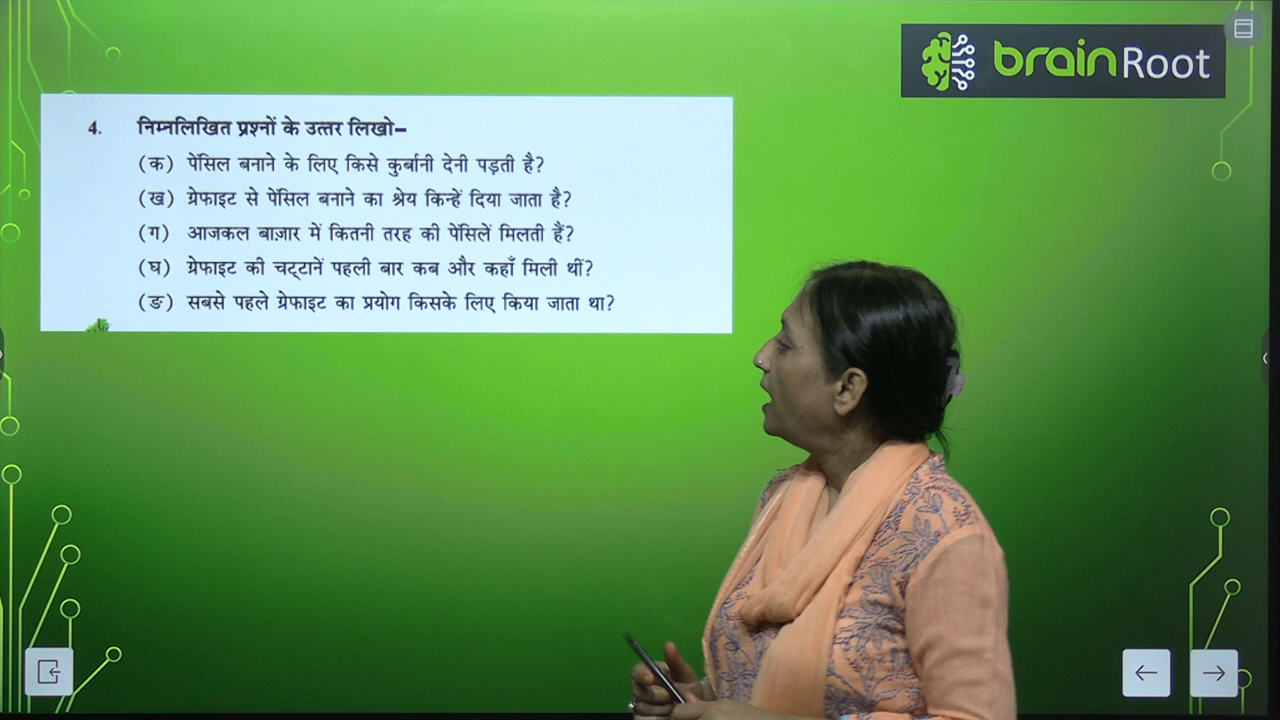 brainRoot
4. निम्नलिखित प्रश्नों के उत्तर लिखो–
(क) पेंसिल बनाने के लिए किसे कुर्बानी देनी पड़ती है?
(ख) ग्रेफाइट से पेंसिल बनाने का श्रेय किन्हें दिया जाता है?
(ग) आजकल बाज़ार में कितनी तरह की पेंसिलें मिलती हैं?
(घ) ग्रेफाइट की चट्टानें पहली बार कब और कहाँ मिली थीं?
(ङ) सबसे पहले ग्रेफाइट का प्रयोग किसके लिए किया जाता था?